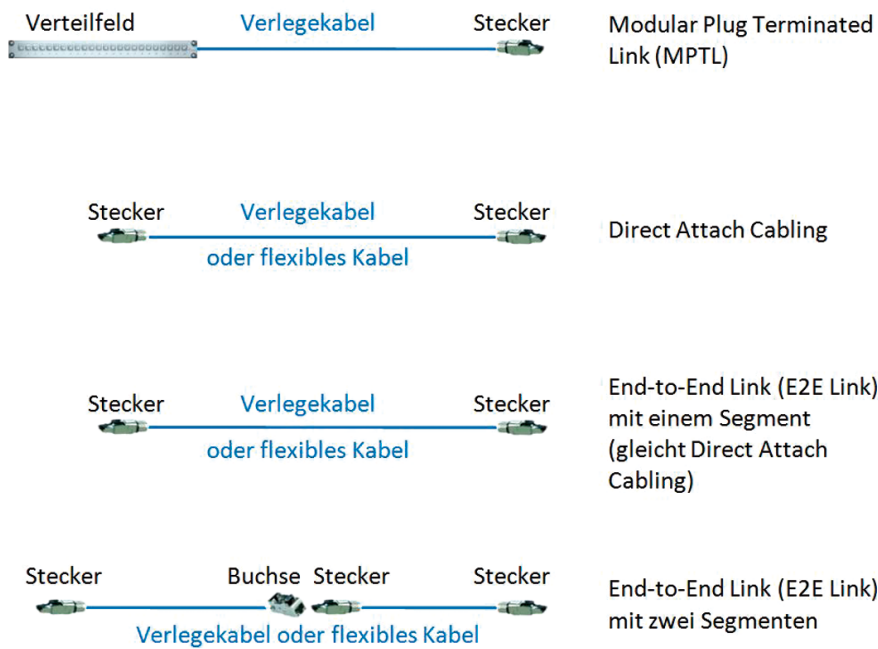 Verteilfeld Verlegekabel Stecker
Modular Plug Terminated
Link (MPTL)
Stecker Verlegekabel Stecker
oder flexibles Kabel
Direct Attach Cabling
Stecker Verlegekabel Stecker
oder flexibles Kabel
End-to-End Link (E2E Link)
mit einem Segment
(gleicht Direct Attach
Cabling)
Stecker Buchse Stecker Stecker
Verlegekabel oder flexibles Kabel
End-to-End Link (E2E Link)
mit zwei Segmenten